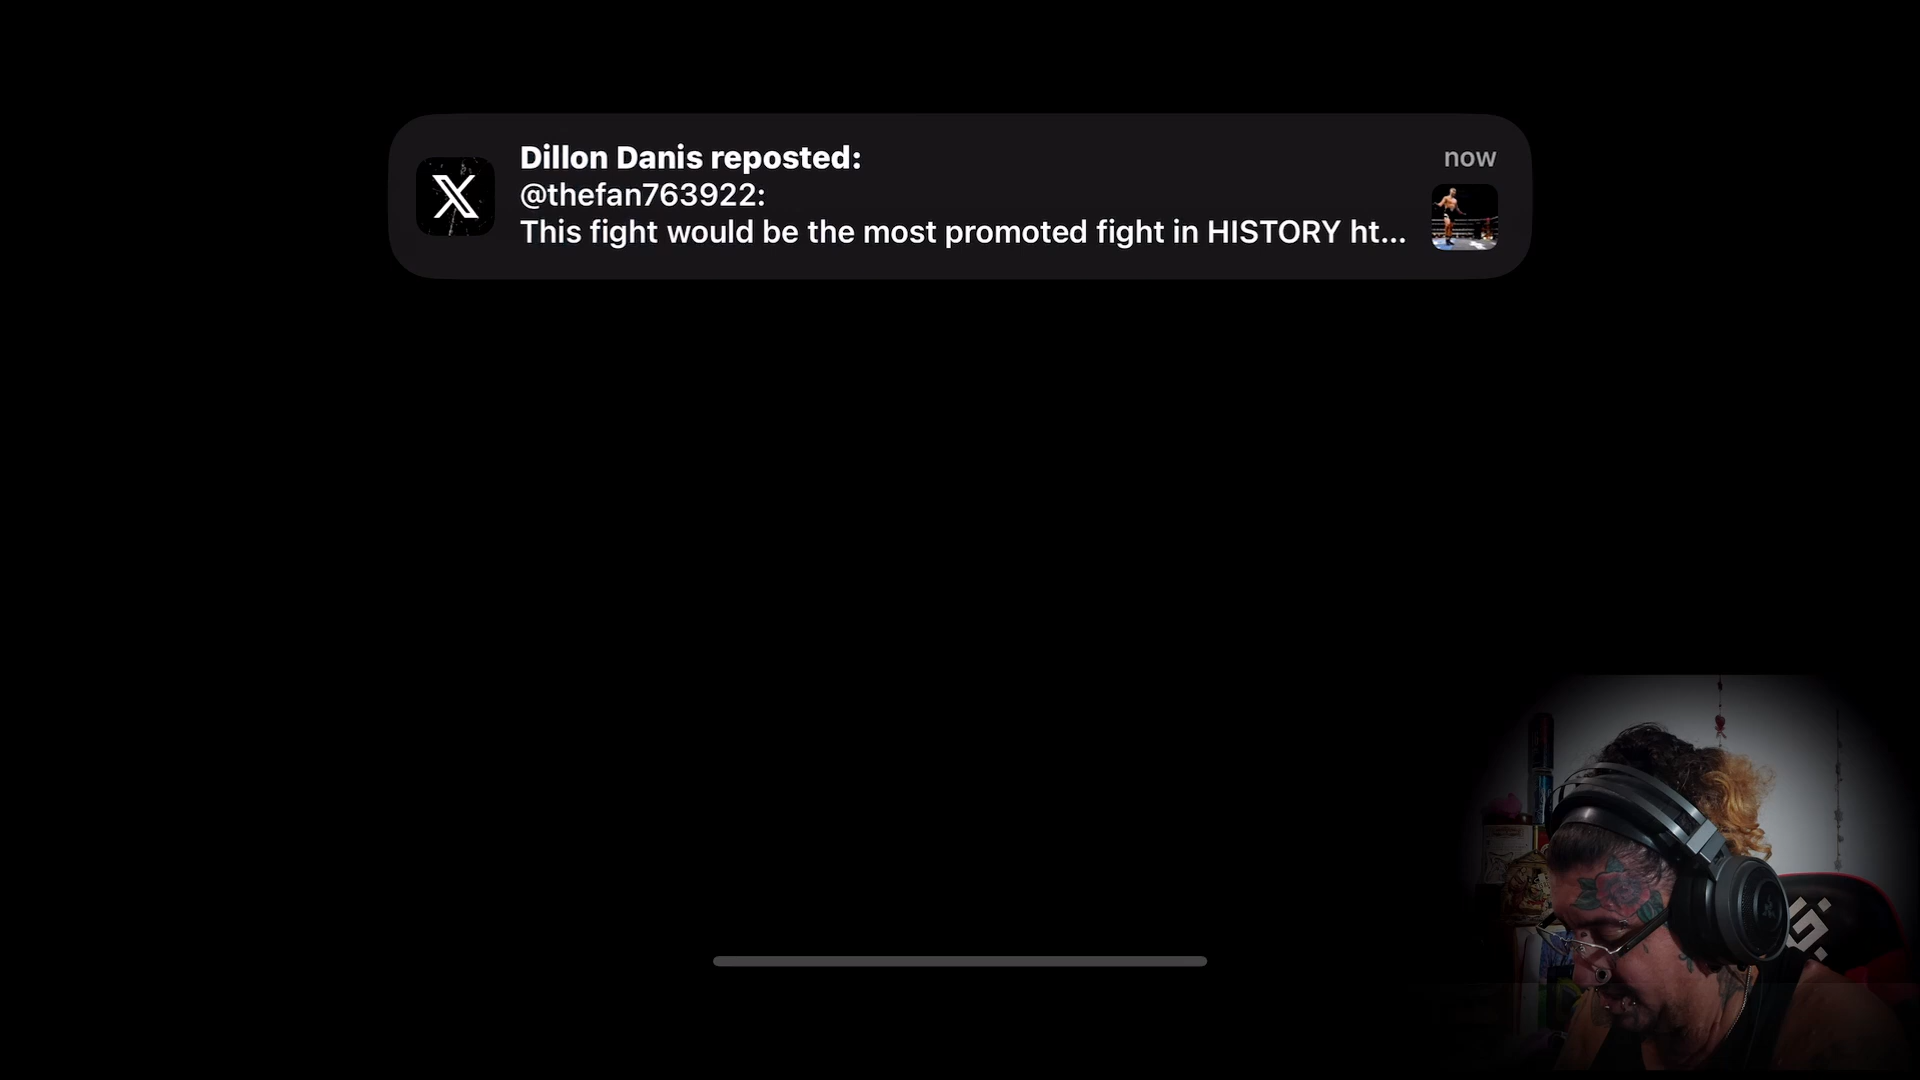 Dillon Danis reposted:
now
@thefan763922:
This fight would be the most promoted fight in HISTORY ht...